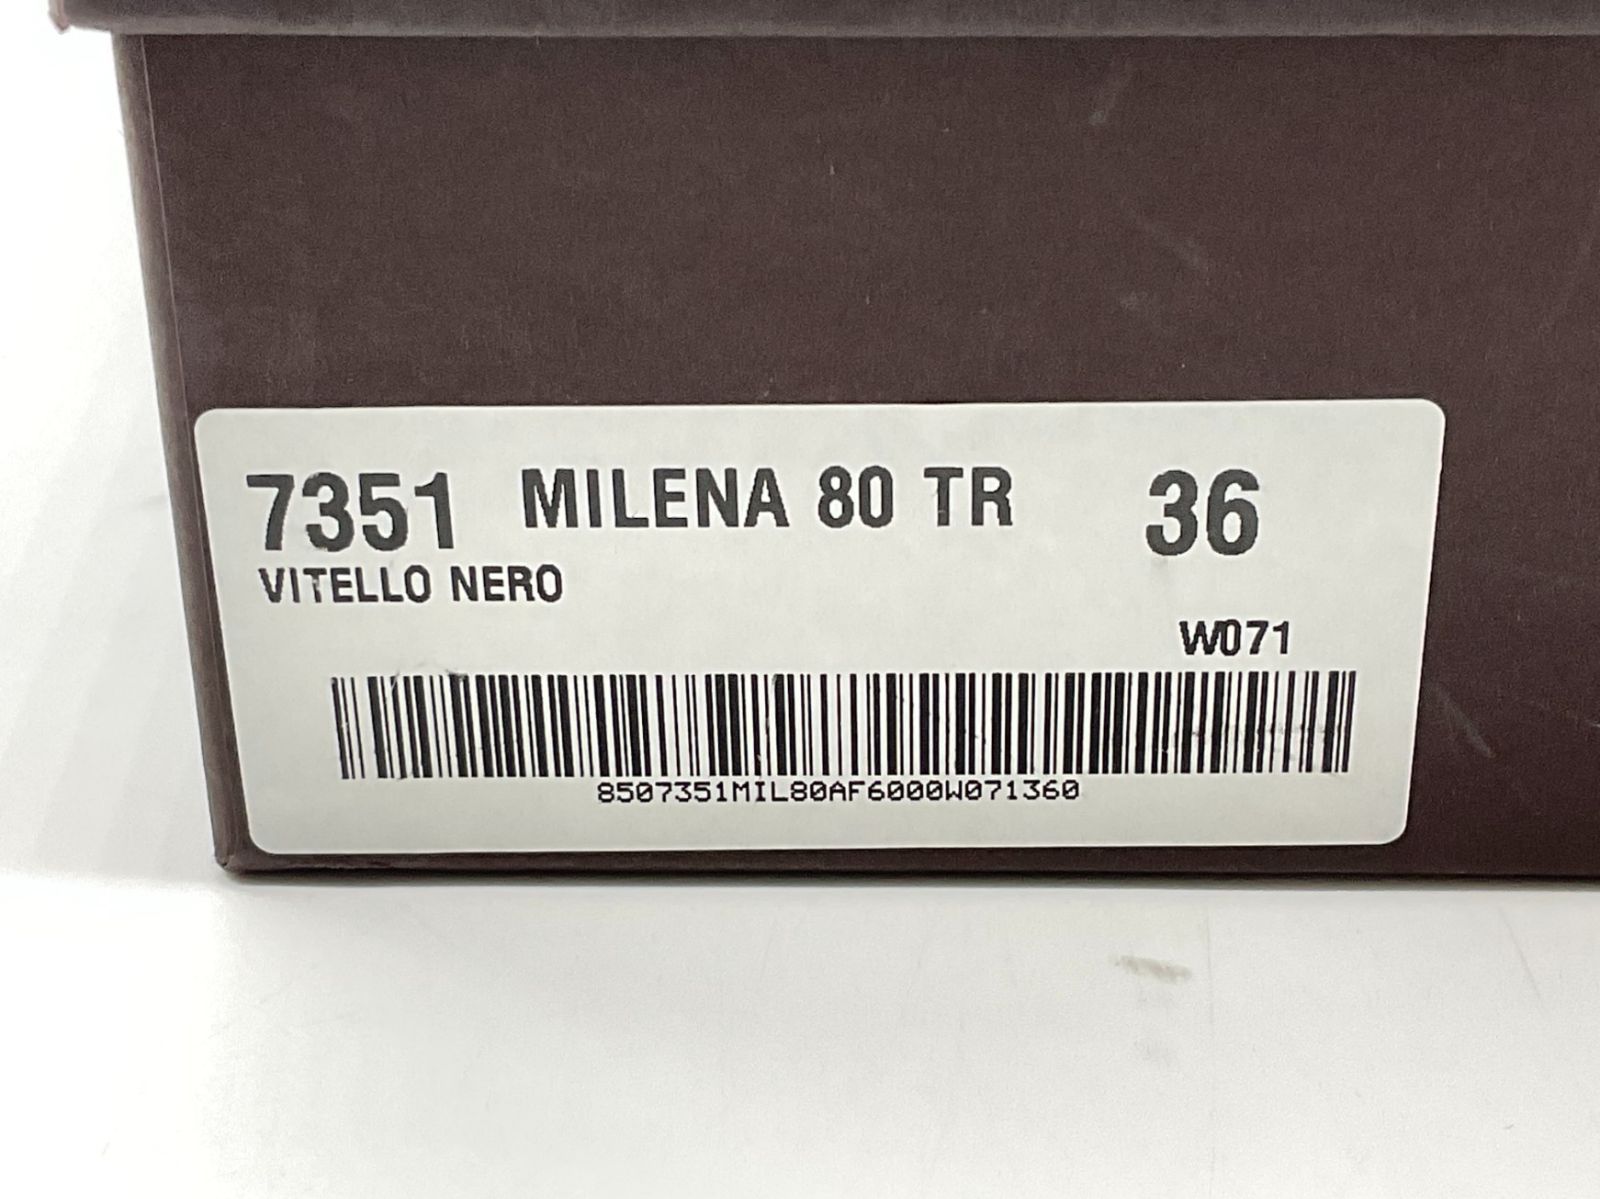 7351 MILENA 80 TR 36
VITELLO NERO
W071
8507351MIL80AF6000W071360